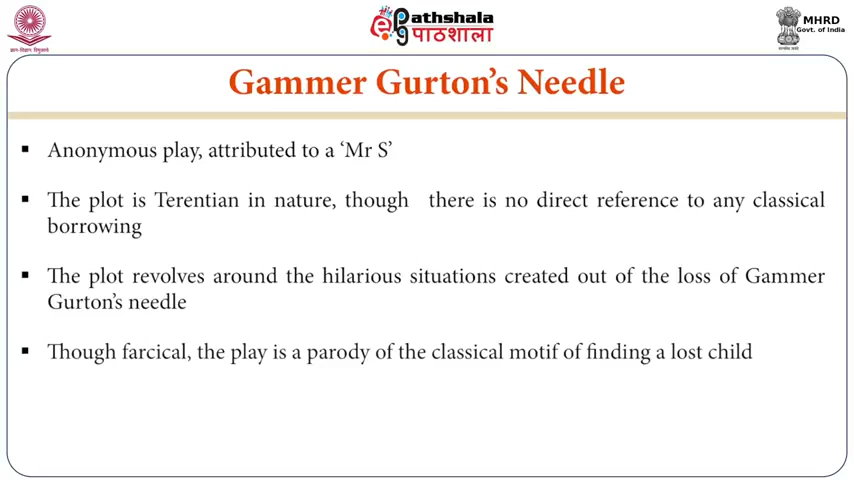 ePathshala
पाठशाला
MHRD
Govt. of India
Gammer Gurton's Needle
▪ Anonymous play, attributed to a 'Mr S'
▪ The plot is Terentian in nature, though there is no direct reference to any classical
borrowing
▪ The plot revolves around the hilarious situations created out of the loss of Gammer
Gurton's needle
▪ Though farcical, the play is a parody of the classical motif of finding a lost child